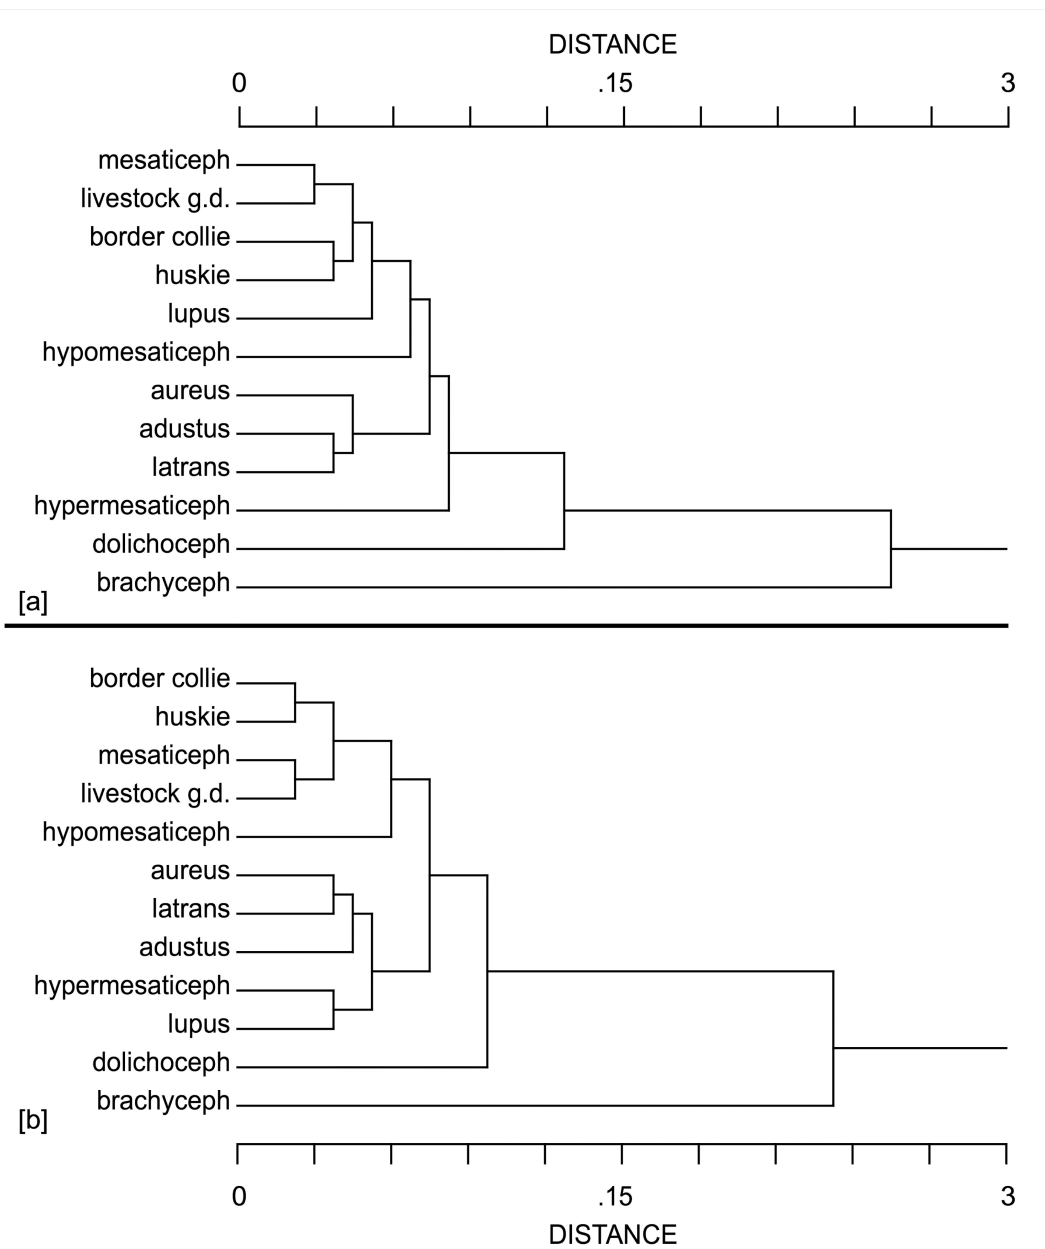 DISTANCE
0 .15 3
mesaticeph
livestock g.d.
border collie
huskie
lupus
hypomesaticeph
aureus
adustus
latrans
hypermesaticeph
dolichoceph
brachyceph
[a]
border collie
huskie
mesaticeph
livestock g.d.
hypomesaticeph
aureus
latrans
adustus
hypermesaticeph
lupus
dolichoceph
brachyceph
[b]
0 .15 3
DISTANCE